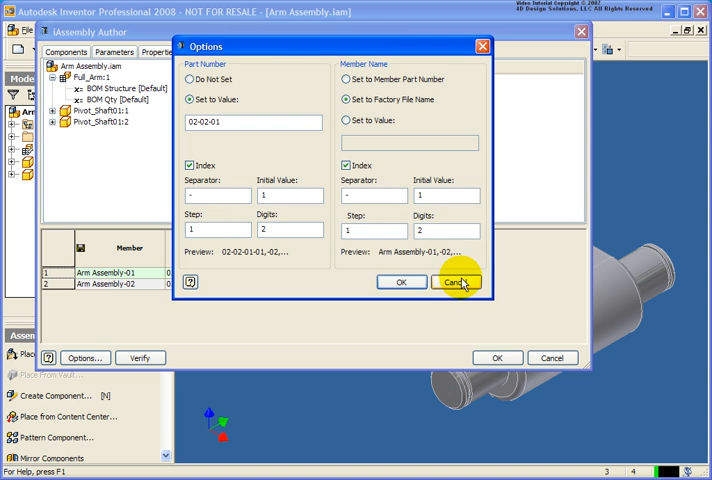 Video Tutorial Copyright 2007
4D Design Solutions, LLC All Rights Reserved
Autodesk Inventor Professional 2008 - NOT FOR RESALE - [Arm Assembly.iam]
iAssembly Author
Components
Parameters
Arm Assembly.iam
Full_Arm:1
BOM Structure [Default]
BOM Qty [Default]
Pivot_Shaft01:1
Pivot_Shaft01:2
Member
1 Arm Assembly-01
2 Arm Assembly-02
Options...
Verify
OK
Cancel
Options
Part Number
Do Not Set
Set to Value:
02-02-01
Index
Separator:
Initial Value:
-
1
Step:
Digits:
1
2
Preview: 02-02-01-01,-02,...
Member Name
Set to Member Part Number
Set to Factory File Name
Set to Value:
Index
Separator:
Initial Value:
-
1
Step:
Digits:
1
2
Preview: Arm Assembly-01,-02,...
OK
Cancel
Place From Vault...
Create Component... [N]
Place from Content Center...
Pattern Component...
Mirror Components
For Help, press F1
3
4